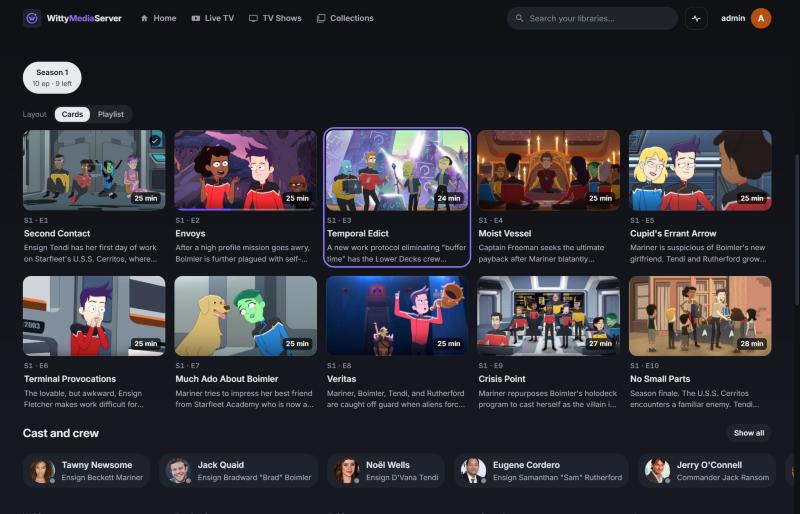 WittyMediaServer
Home
Live TV
TV Shows
Collections
Search your libraries...
admin
A
Season 1
10 ep · 9 left
Layout
Cards
Playlist
25 min
25 min
24 min
25 min
25 min
S1 · E1
S1 · E2
S1 · E3
S1 · E4
S1 · E5
Second Contact
Envoys
Temporal Edict
Moist Vessel
Cupid's Errant Arrow
Ensign Tendi has her first day of work
on Starfleet's U.S.S. Cerritos, where...
After a high profile mission goes awry,
Boimler is further plagued with self-...
A new work protocol eliminating "buffer
time" has the Lower Decks crew...
Captain Freeman seeks the ultimate
payback after Mariner blatantly...
Mariner is suspicious of Boimler's new
girlfriend. Tendi and Rutherford grow...
2003
25 min
25 min
25 min
27 min
28 min
S1 · E6
S1 · E7
S1 · E8
S1 · E9
S1 · E10
Terminal Provocations
Much Ado About Boimler
Veritas
Crisis Point
No Small Parts
The lovable, but awkward, Ensign
Fletcher makes work difficult for...
Mariner tries to impress her best friend
from Starfleet Academy who is now a...
Mariner, Boimler, Tendi, and Rutherford
are caught off guard when aliens forc...
Mariner repurposes Boimler's holodeck
program to cast herself as the villain i...
Season finale. The U.S.S. Cerritos
encounters a familiar enemy. Tendi...
Cast and crew
Show all
Tawny Newsome
Ensign Beckett Mariner
Jack Quaid
Ensign Bradward "Brad" Boimler
Noël Wells
Ensign D'Vana Tendi
Eugene Cordero
Ensign Samanthan "Sam" Rutherford
Jerry O'Connell
Commander Jack Ransom